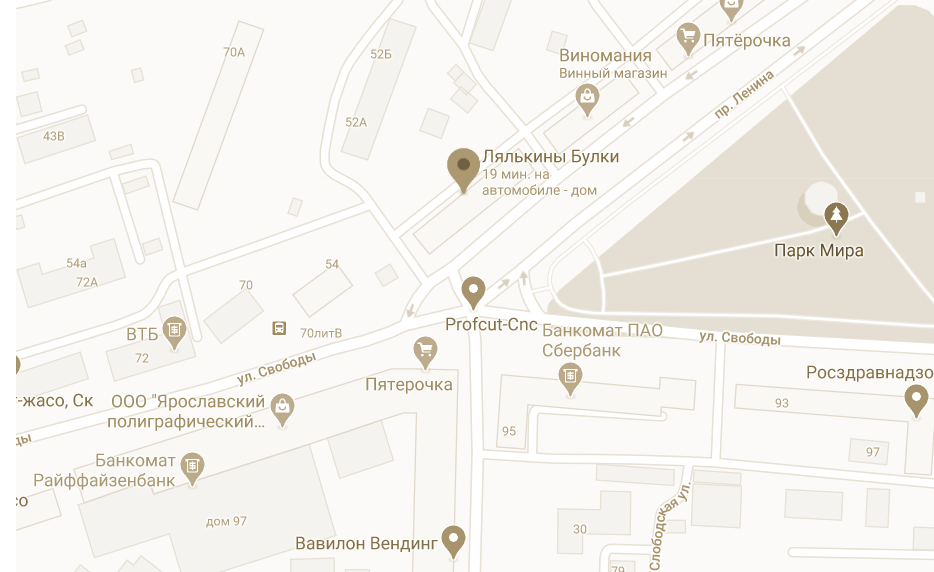 70А
52Б
Пятёрочка
Виномания
Винный магазин
пр. Ленина
52А
43В
Лялькины Булки
19 мин. на
автомобиле - дом
Парк Мира
54а
72А
54
70
70литВ
ВТБ
72
Profcut-Cnc
Банкомат ПАО
Сбербанк
ул. Свободы
ул. Свободы
Пятерочка
Росздравнадзо
т-жасо, Ск
ООО "Ярославский
полиграфический...
93
95
97
ды
Банкомат
Райффайзенбанк
со
дом 97
30
Слободская ул.
Вавилон Вендинг
79